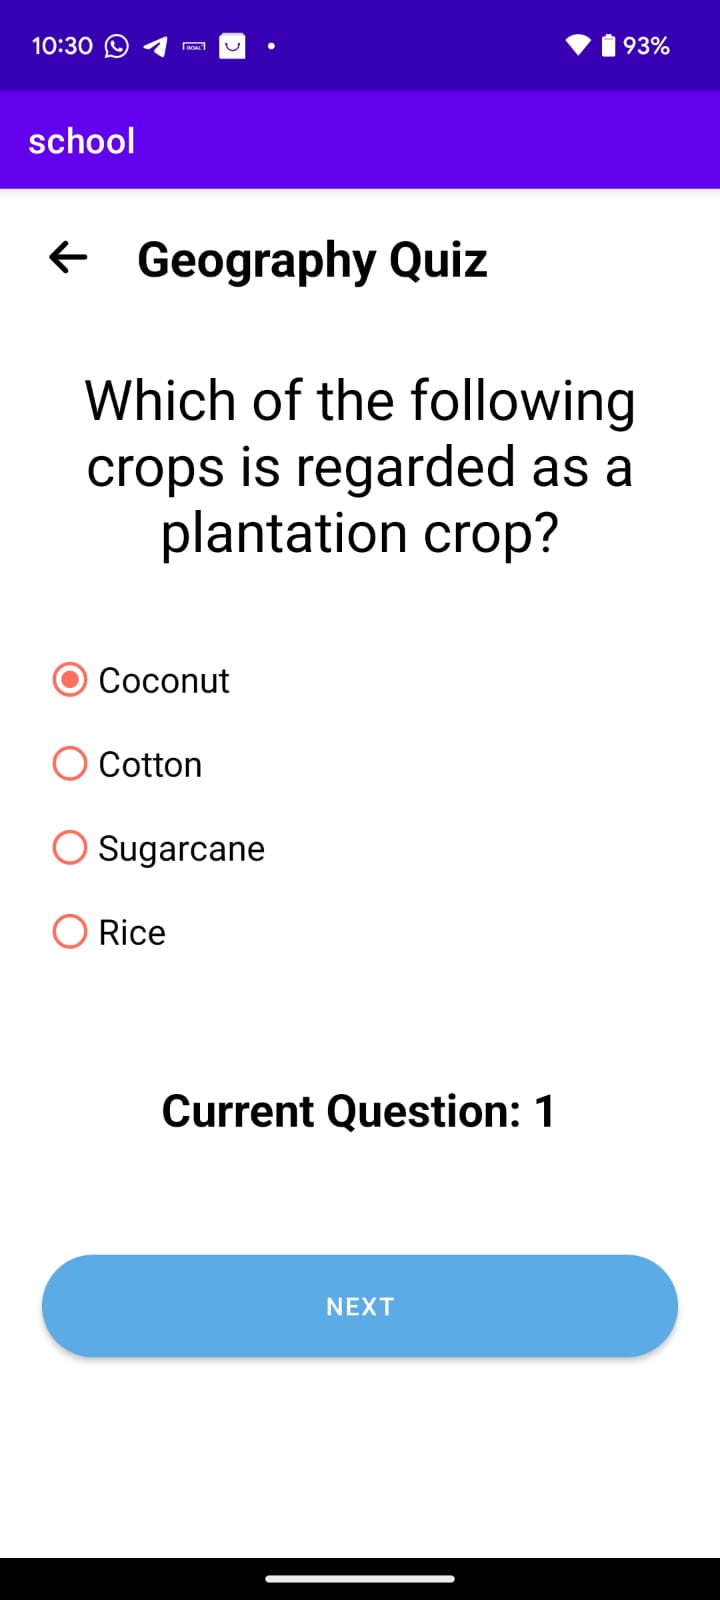 10:30
93%
school
Geography Quiz
Which of the following
crops is regarded as a
plantation crop?
Coconut
Cotton
Sugarcane
Rice
Current Question: 1
NEXT